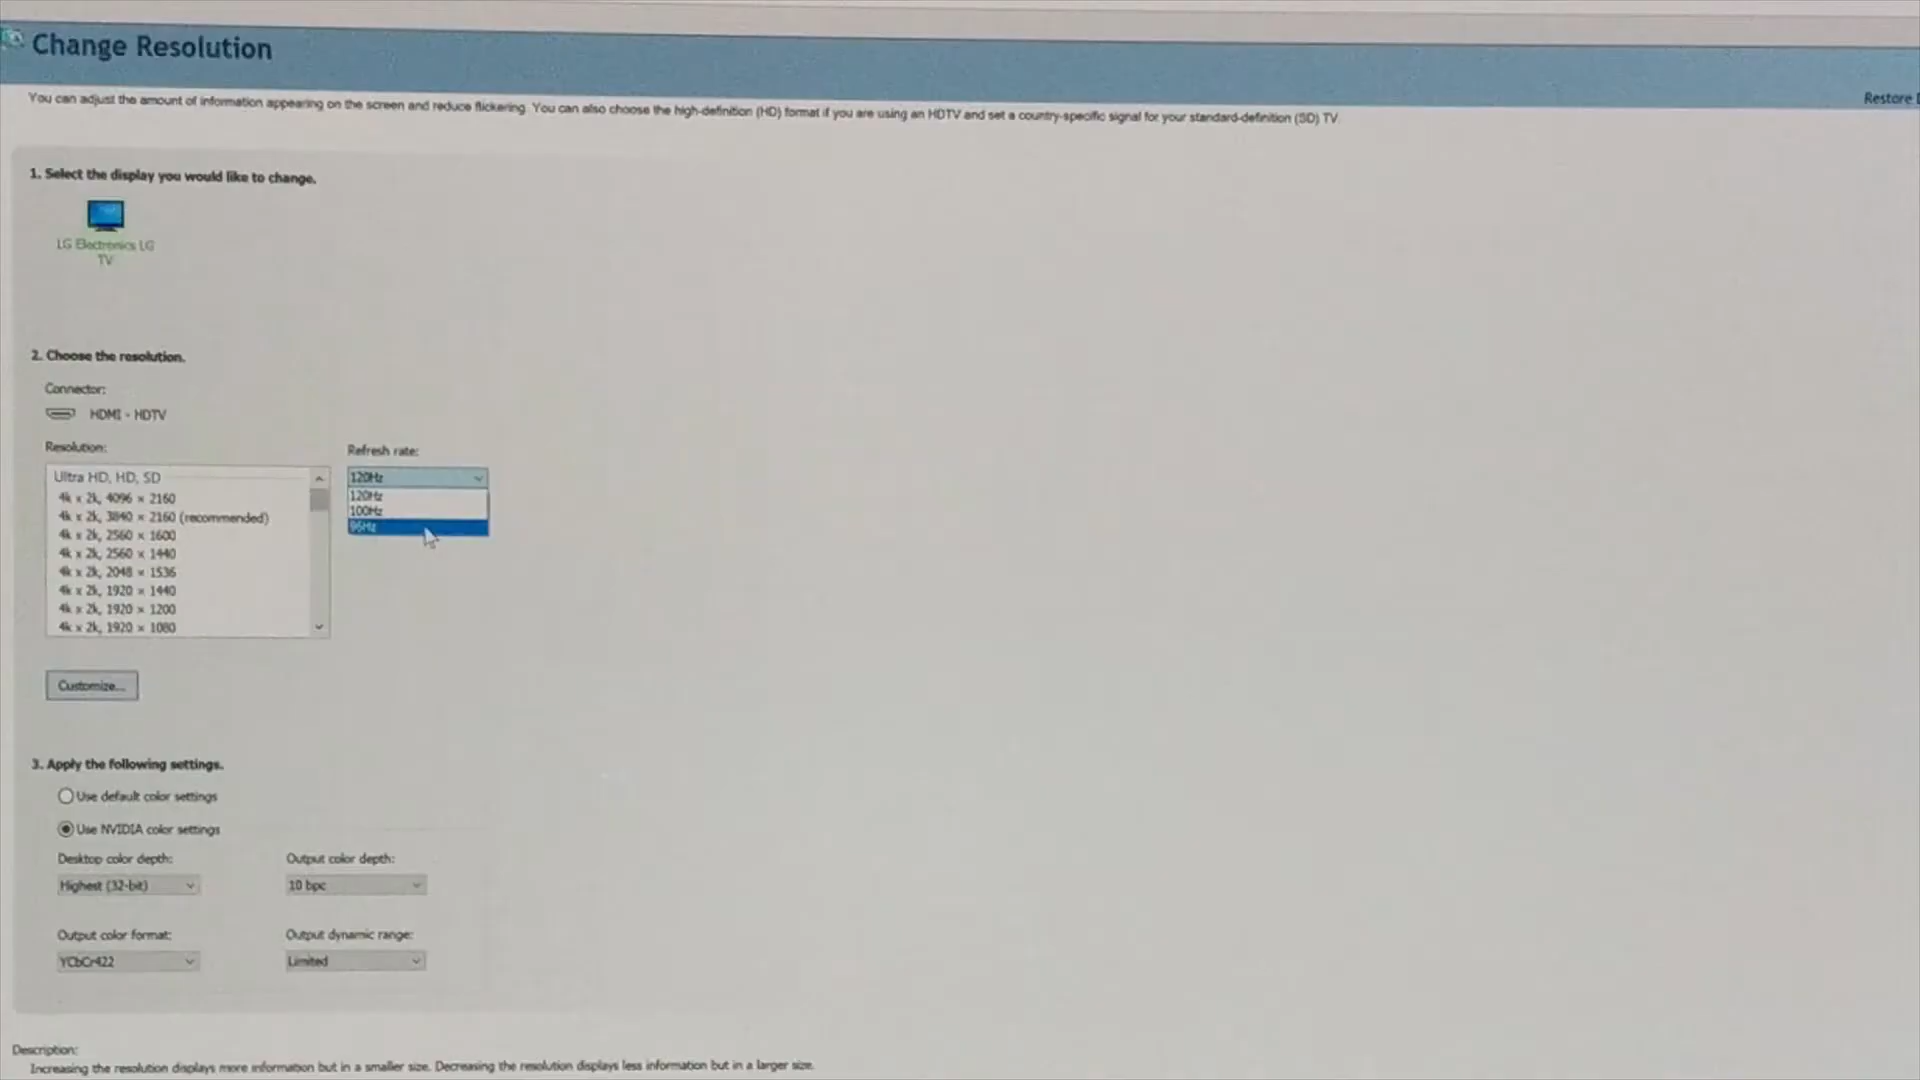 Change Resolution
You can adjust the amount of information appearing on the screen and reduce flickering. You can also choose the high-definition (HD) format if you are using an HDTV and set a country-specific signal for your standard-definition (SD) TV.
Restore
1. Select the display you would like to change.
LG Electronics LG
TV
2. Choose the resolution.
Connector:
HDMI - HDTV
Resolution:
Refresh rate:
Ultra HD, HD, SD
4k x 2k, 4096 × 2160
4k x 2k, 3840 × 2160 (recommended)
4k x 2k, 2560 × 1600
4k x 2k, 2560 × 1440
4k x 2k, 2048 × 1536
4k x 2k, 1920 × 1440
4k x 2k, 1920 × 1200
4k x 2k, 1920 × 1080
120Hz
120Hz
100Hz
96Hz
Customize...
3. Apply the following settings.
Use default color settings
Use NVIDIA color settings
Desktop color depth:
Output color depth:
Highest (32-bit)
10 bpc
Output color format:
Output dynamic range:
YCbCr422
Limited
Description:
Increasing the resolution displays more information but in a smaller size. Decreasing the resolution displays less information but in a larger size.